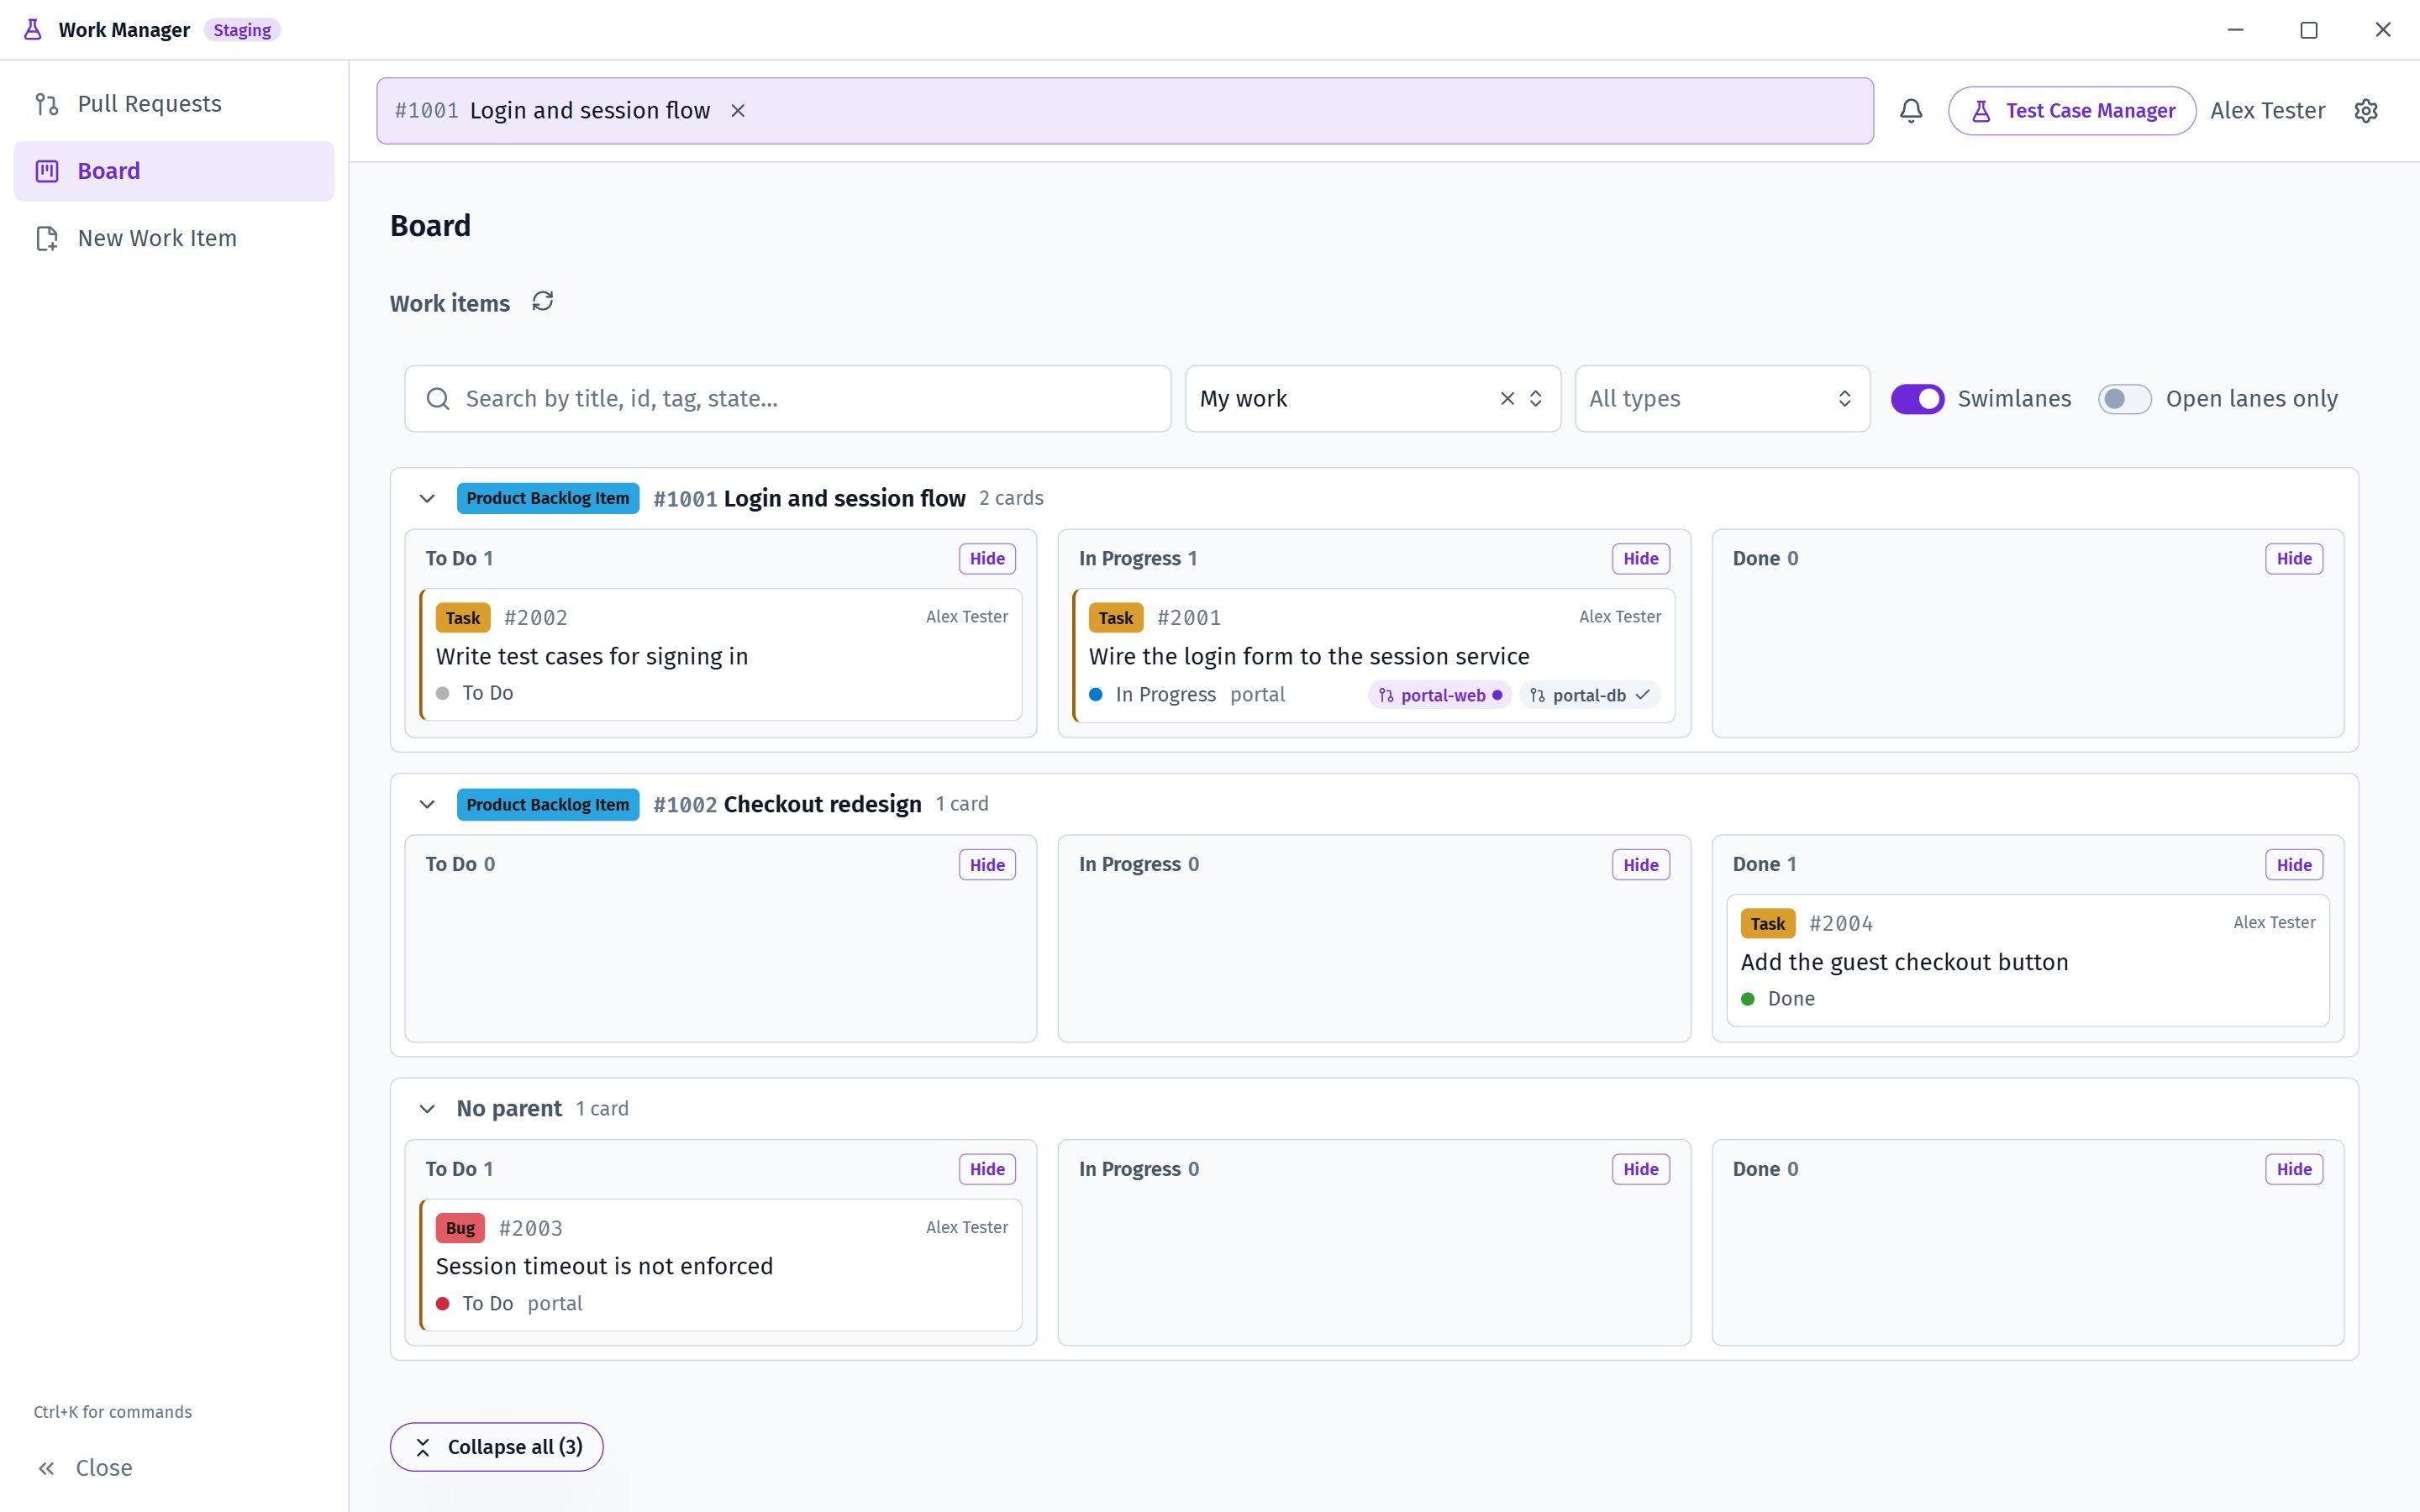 Work Manager Staging
Pull Requests
Board
New Work Item
#1001 Login and session flow
Test Case Manager
Alex Tester
Board
Work items
Search by title, id, tag, state...
My work
All types
Swimlanes
Open lanes only
Product Backlog Item #1001 Login and session flow 2 cards
To Do 1 Hide
Task #2002 Alex Tester
Write test cases for signing in
To Do
In Progress 1 Hide
Task #2001 Alex Tester
Wire the login form to the session service
In Progress portal portal-web portal-db
Done 0 Hide
Product Backlog Item #1002 Checkout redesign 1 card
To Do 0 Hide
In Progress 0 Hide
Done 1 Hide
Task #2004 Alex Tester
Add the guest checkout button
Done
No parent 1 card
To Do 1 Hide
Bug #2003 Alex Tester
Session timeout is not enforced
To Do portal
In Progress 0 Hide
Done 0 Hide
Collapse all (3)
Ctrl+K for commands
Close